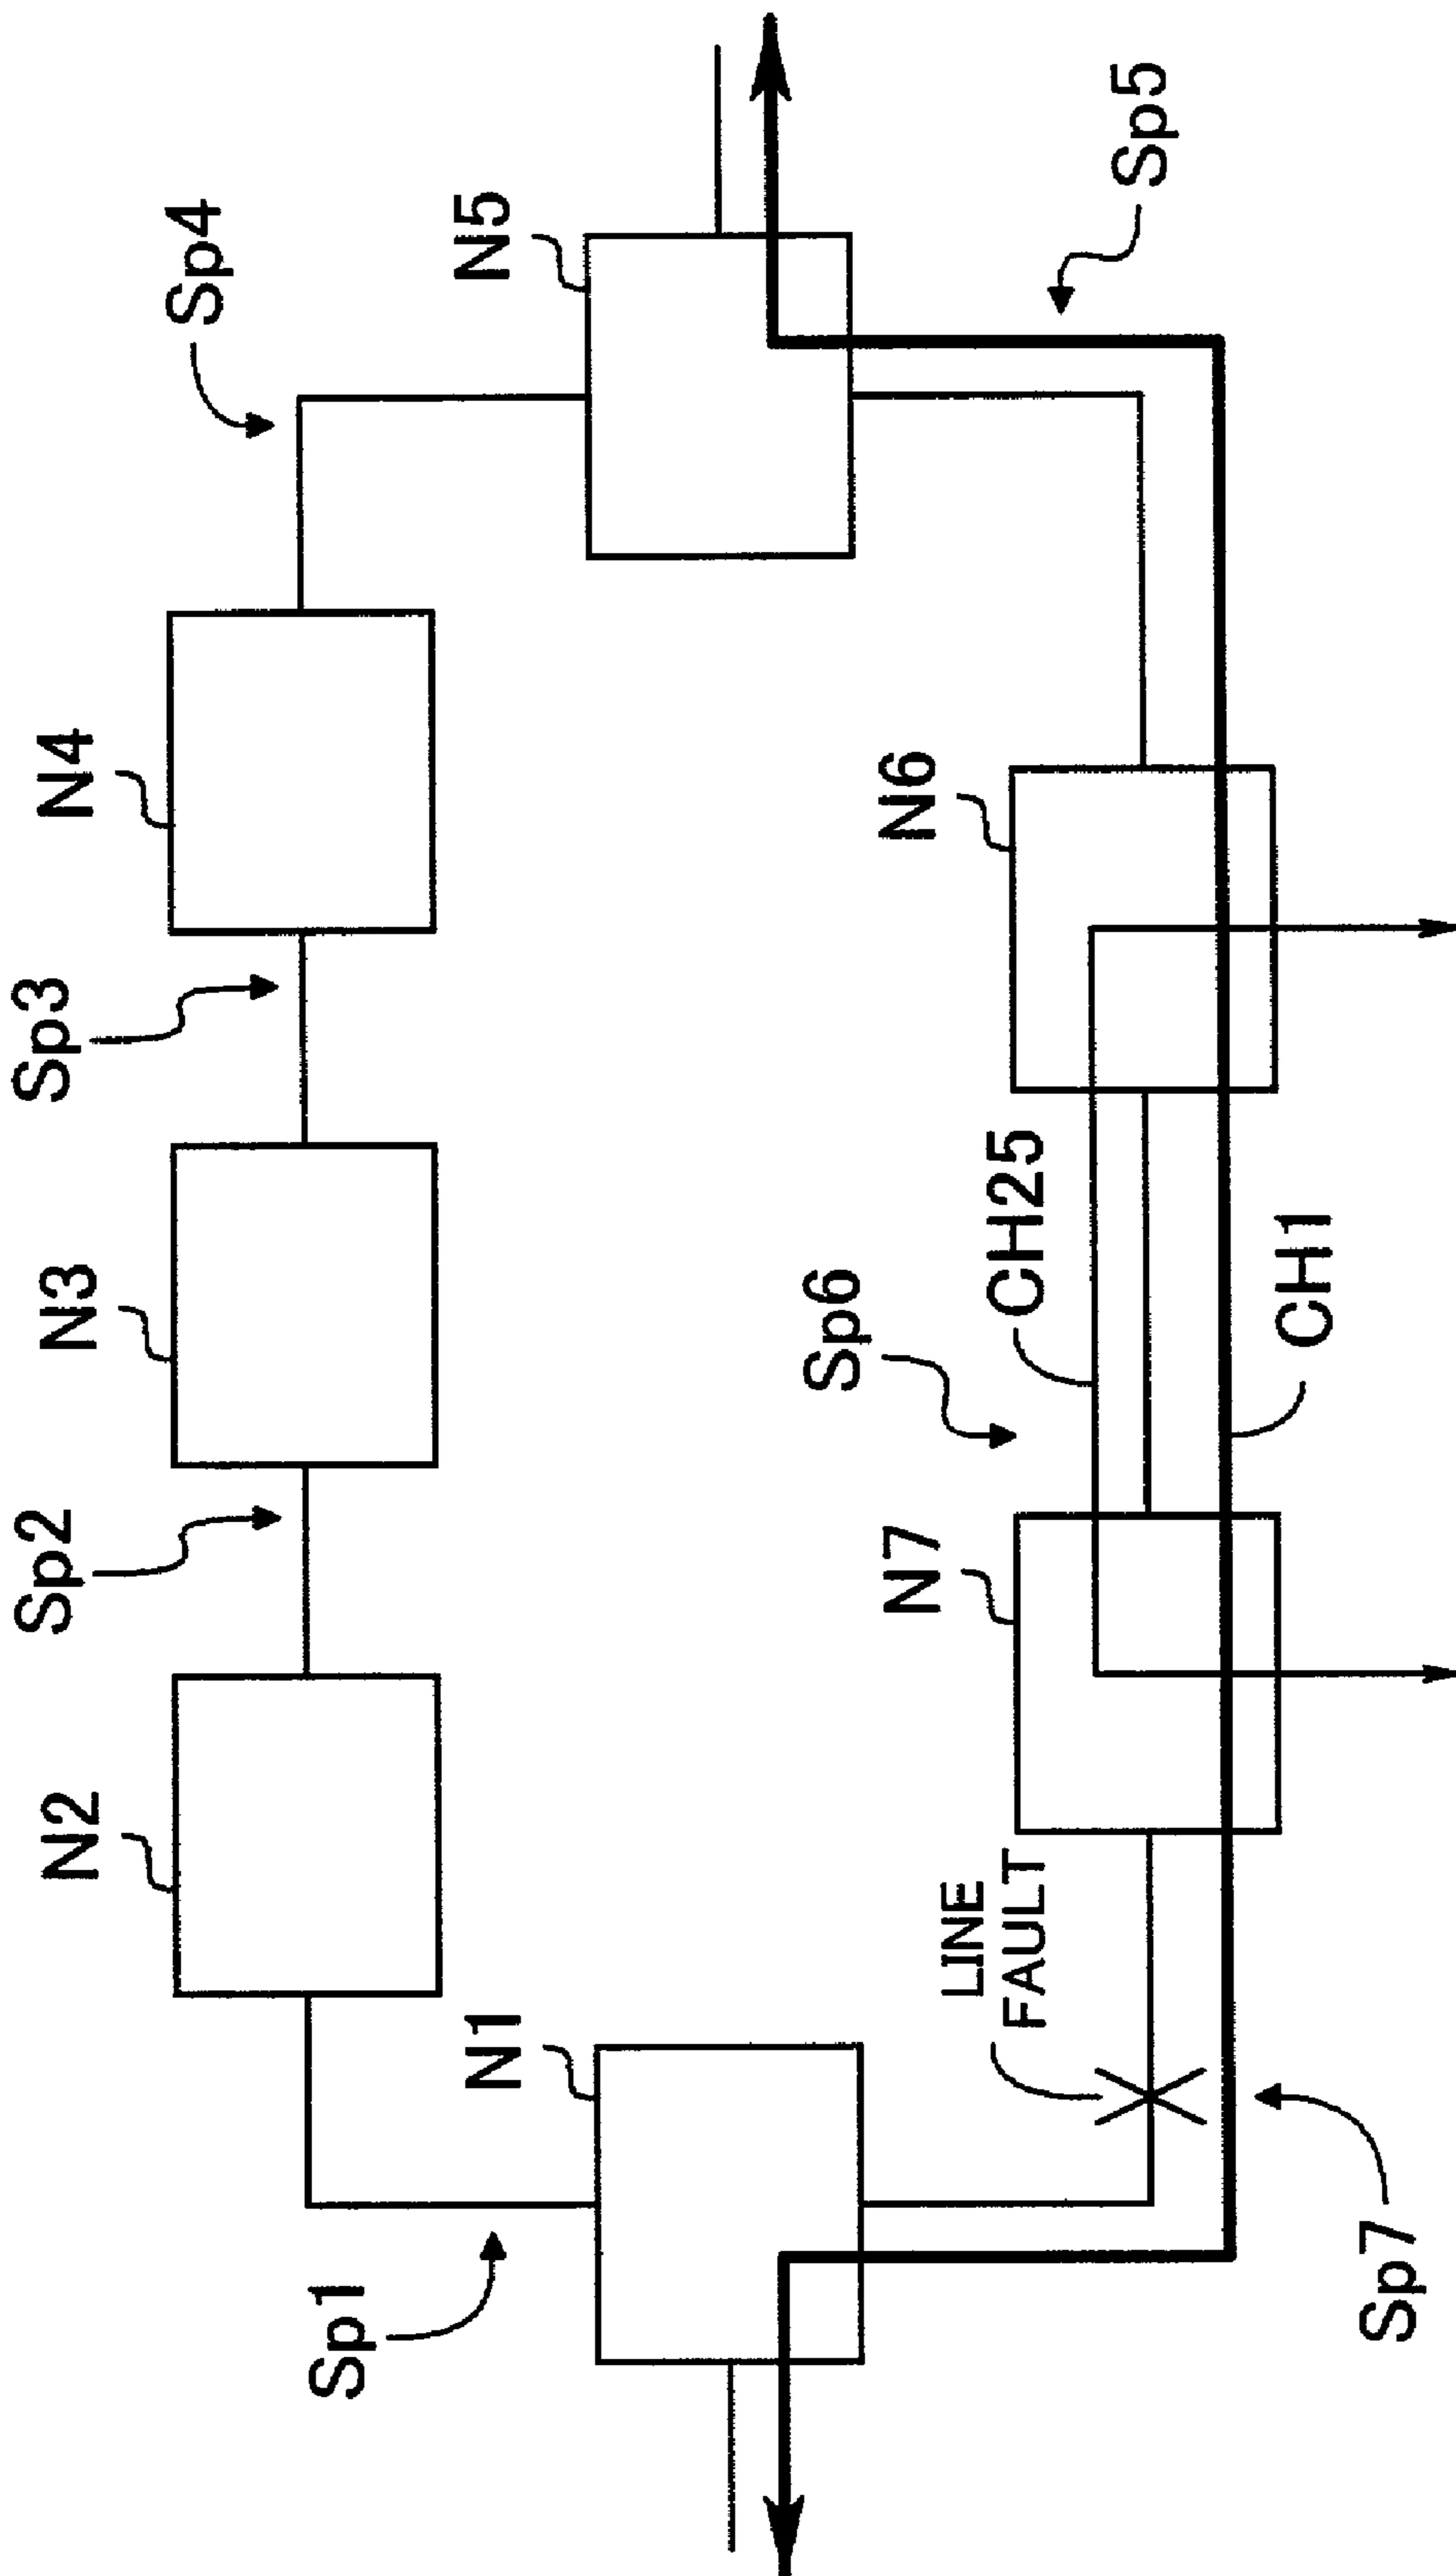 Sp2
Sp3
N2
N3
N4
Sp1
Sp4
N1
N5
Sp6
LINE
FAULT
N7
CH25
N6
Sp7
CH1
Sp5